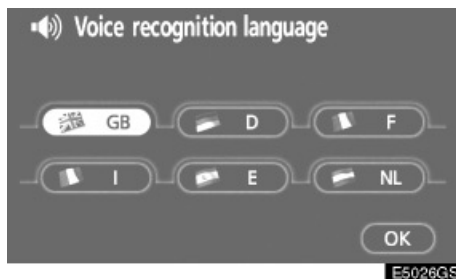 Voice recognition language
GB D F
I E NL
OK
E5026GS